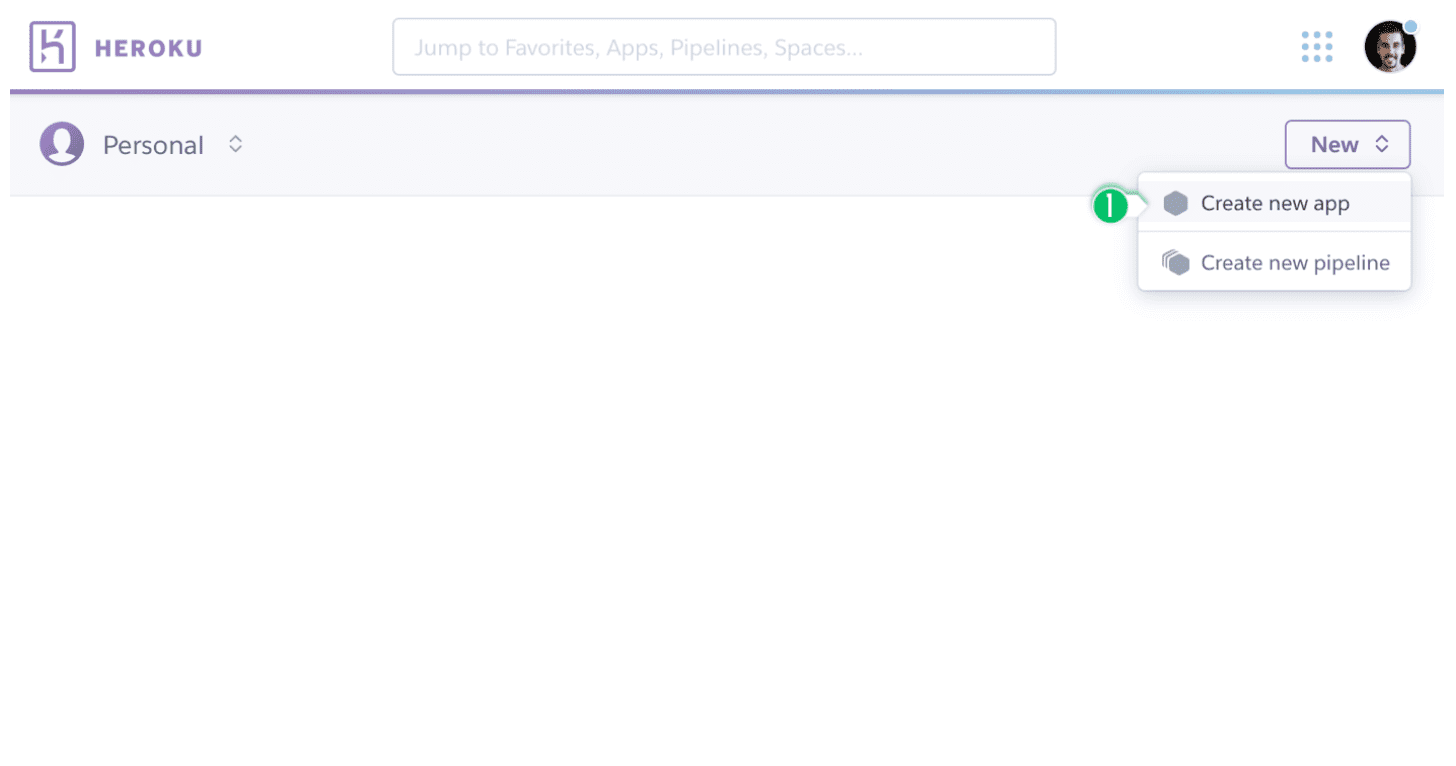 HEROKU
Jump to Favorites, Apps, Pipelines, Spaces...
Personal
New
1
Create new app
Create new pipeline